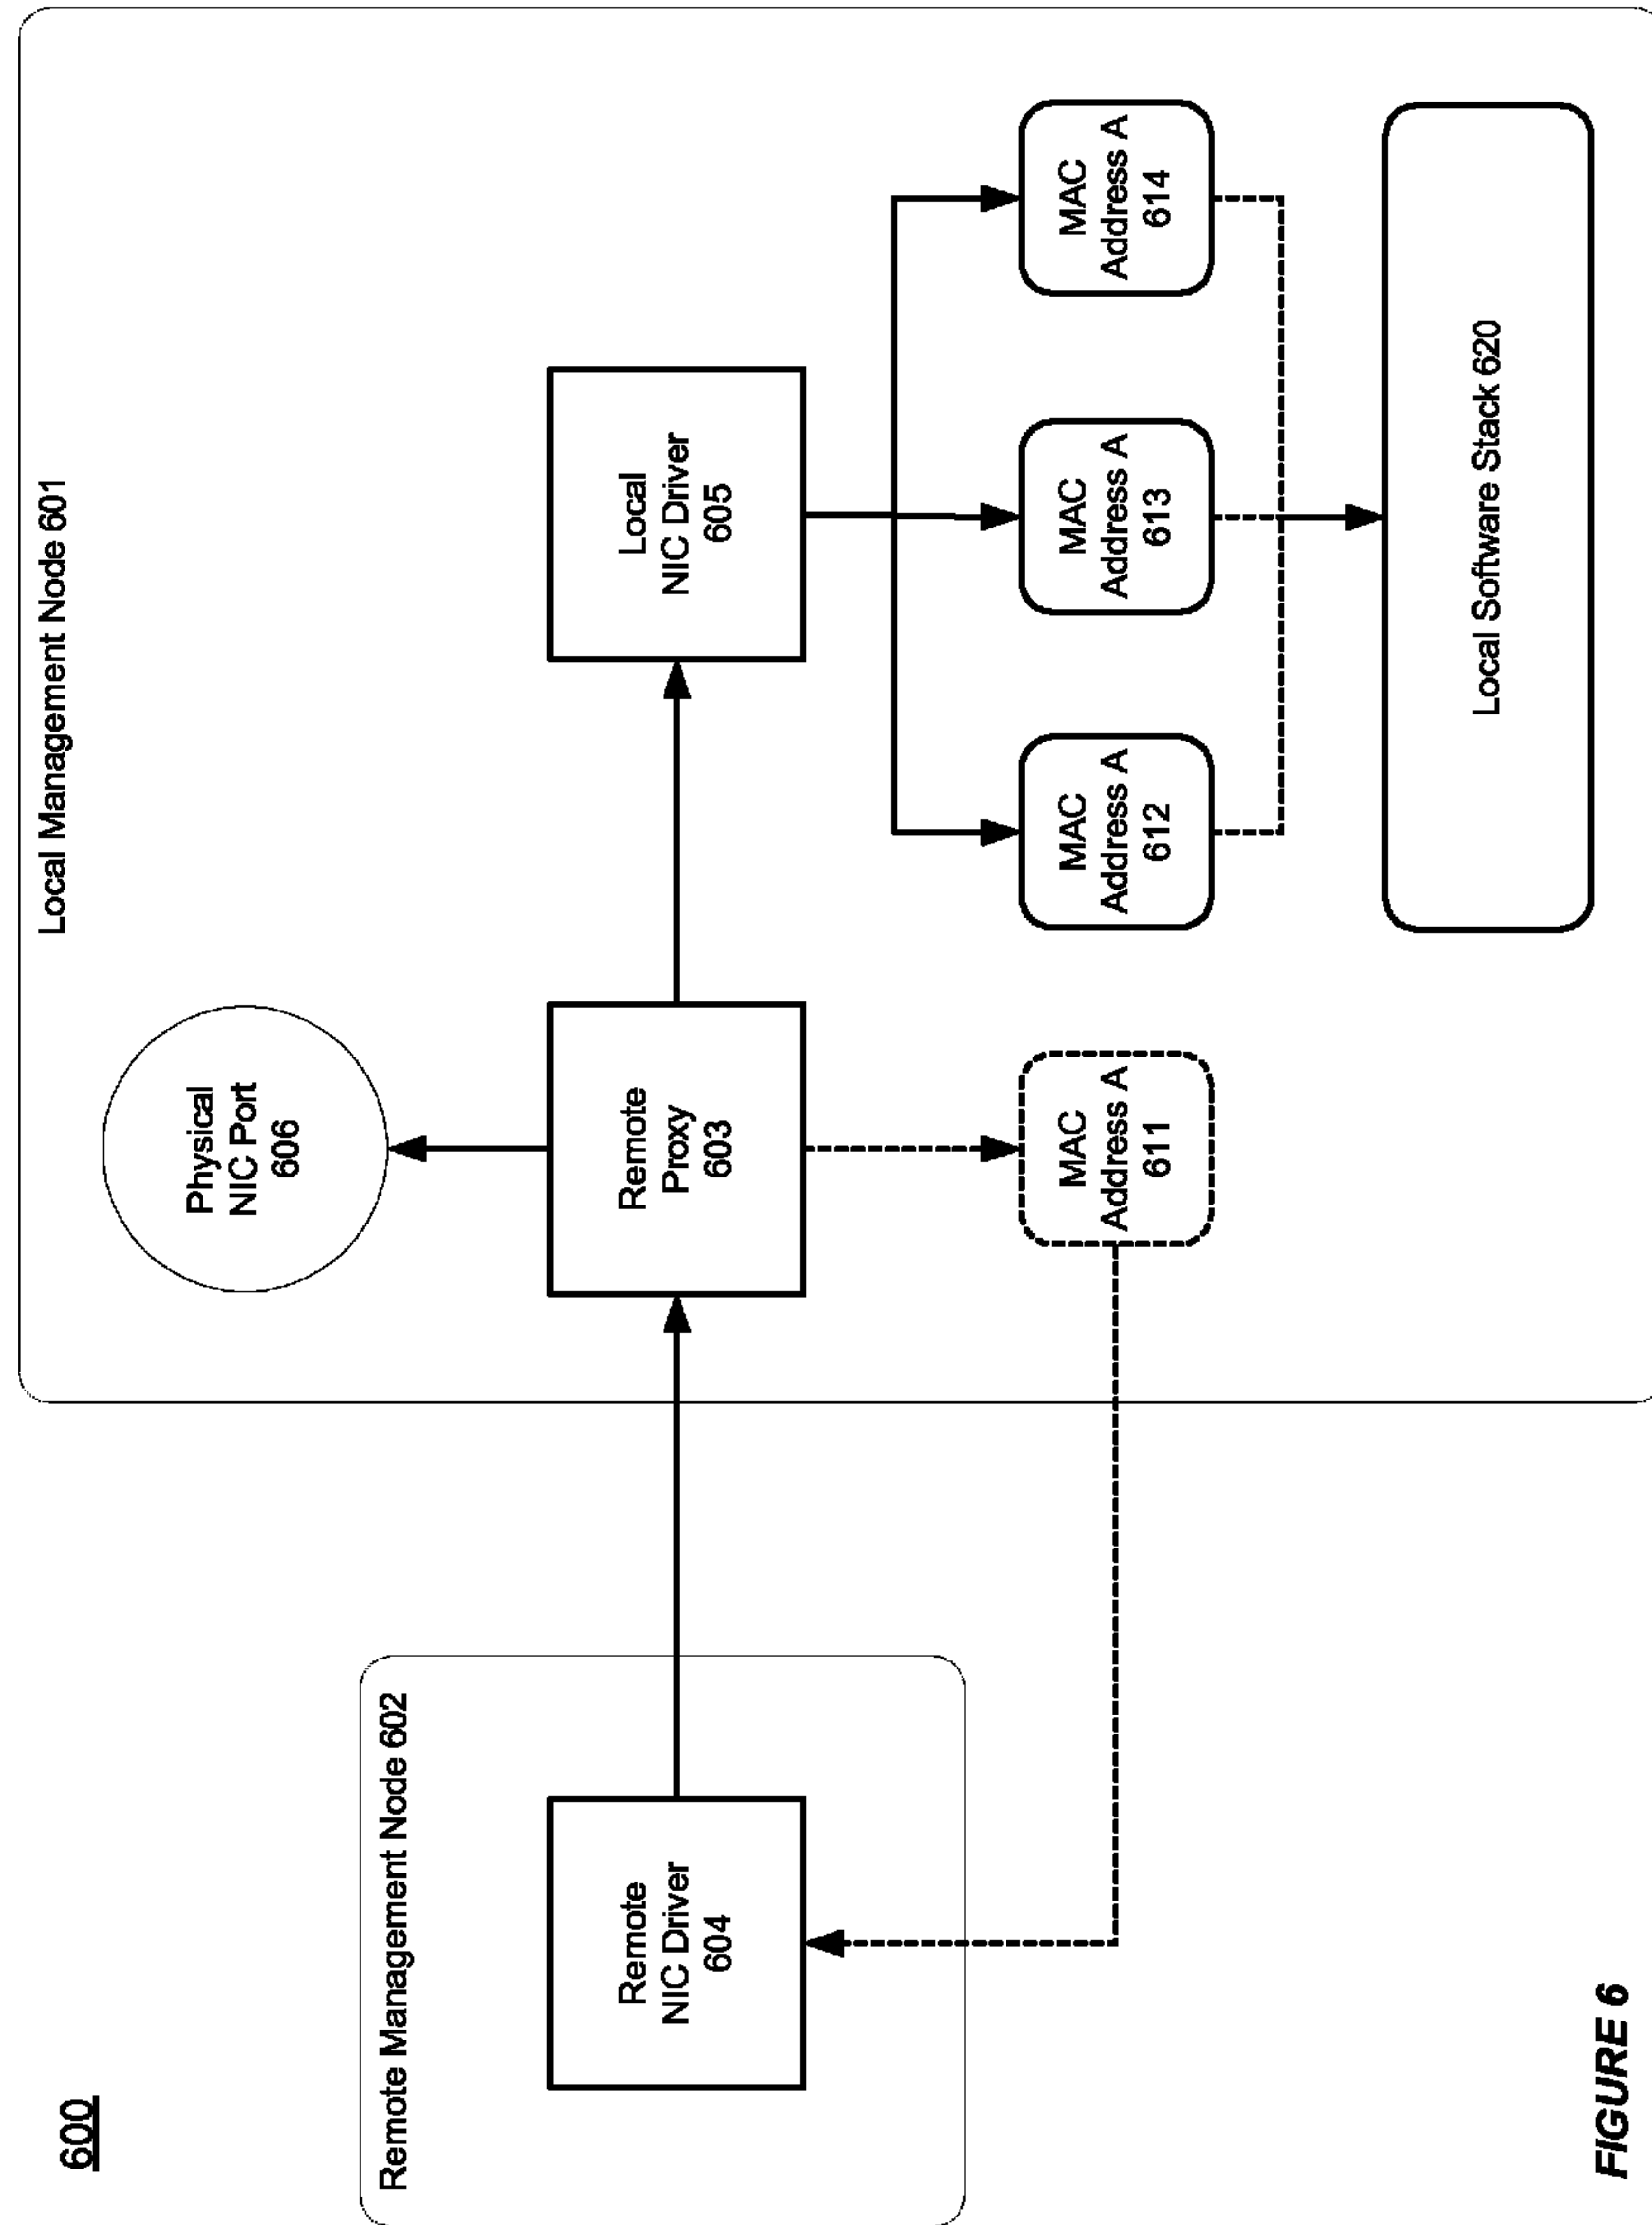 600
Local Management Node 601
Physical
NIC Port
606
Remote Management Node 602
Remote
NIC Driver
604
Remote
Proxy
603
Local
NIC Driver
605
MAC
Address A
611
MAC
Address A
612
MAC
Address A
613
MAC
Address A
614
Local Software Stack 620
FIGURE 6